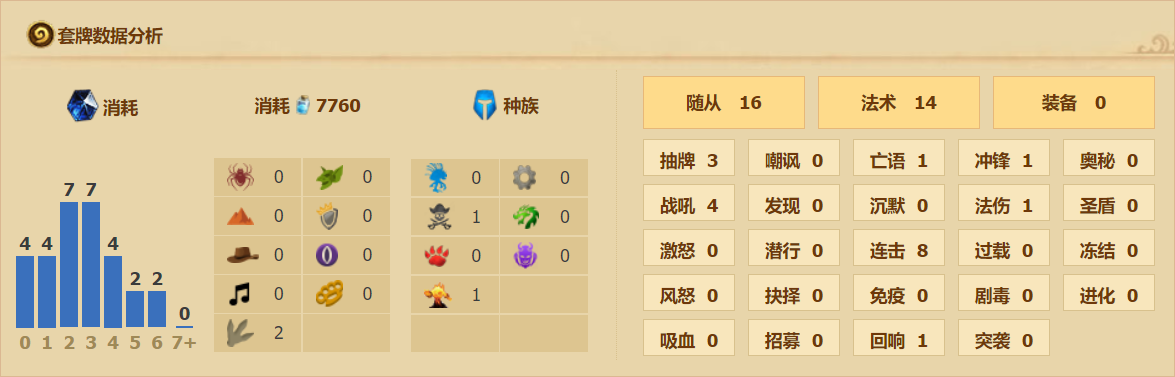 套牌数据分析
消耗
4 4 7 7 4 2 2 0
0 1 2 3 4 5 6 7+
消耗 7760
0 0
0 0
0 0
0 0
2
种族
0 0
1 0
0 0
1
随从 16 法术 14 装备 0
抽牌 3 嘲讽 0 亡语 1 冲锋 1 奥秘 0
战吼 4 发现 0 沉默 0 法伤 1 圣盾 0
激怒 0 潜行 0 连击 8 过载 0 冻结 0
风怒 0 抉择 0 免疫 0 剧毒 0 进化 0
吸血 0 招募 0 回响 1 突袭 0